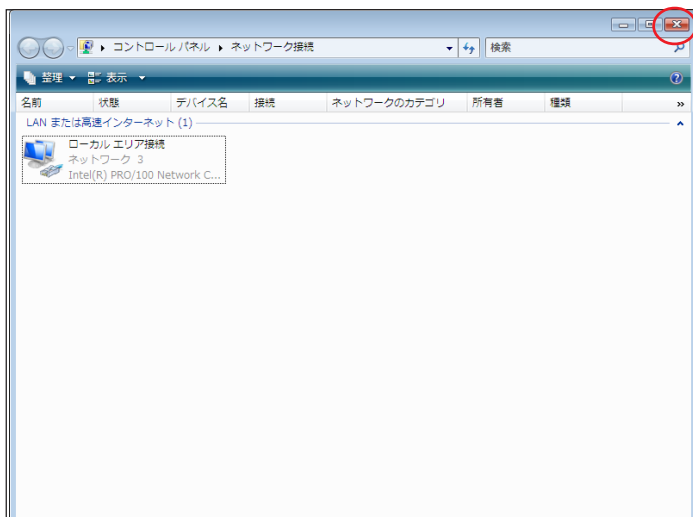 コントロール パネル ネットワーク接続 検索
整理 表示
名前 状態 デバイス名 接続 ネットワークのカテゴリ 所有者 種類 »
LAN または高速インターネット (1)
ローカル エリア接続
ネットワーク 3
Intel(R) PRO/100 Network C...